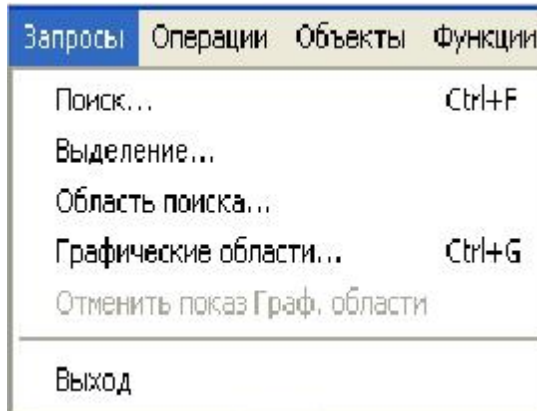 Запросы Операции Объекты Функции
Поиск... Ctrl+F
Выделение...
Область поиска...
Графические области... Ctrl+G
Отменить показ Граф. области
Выход